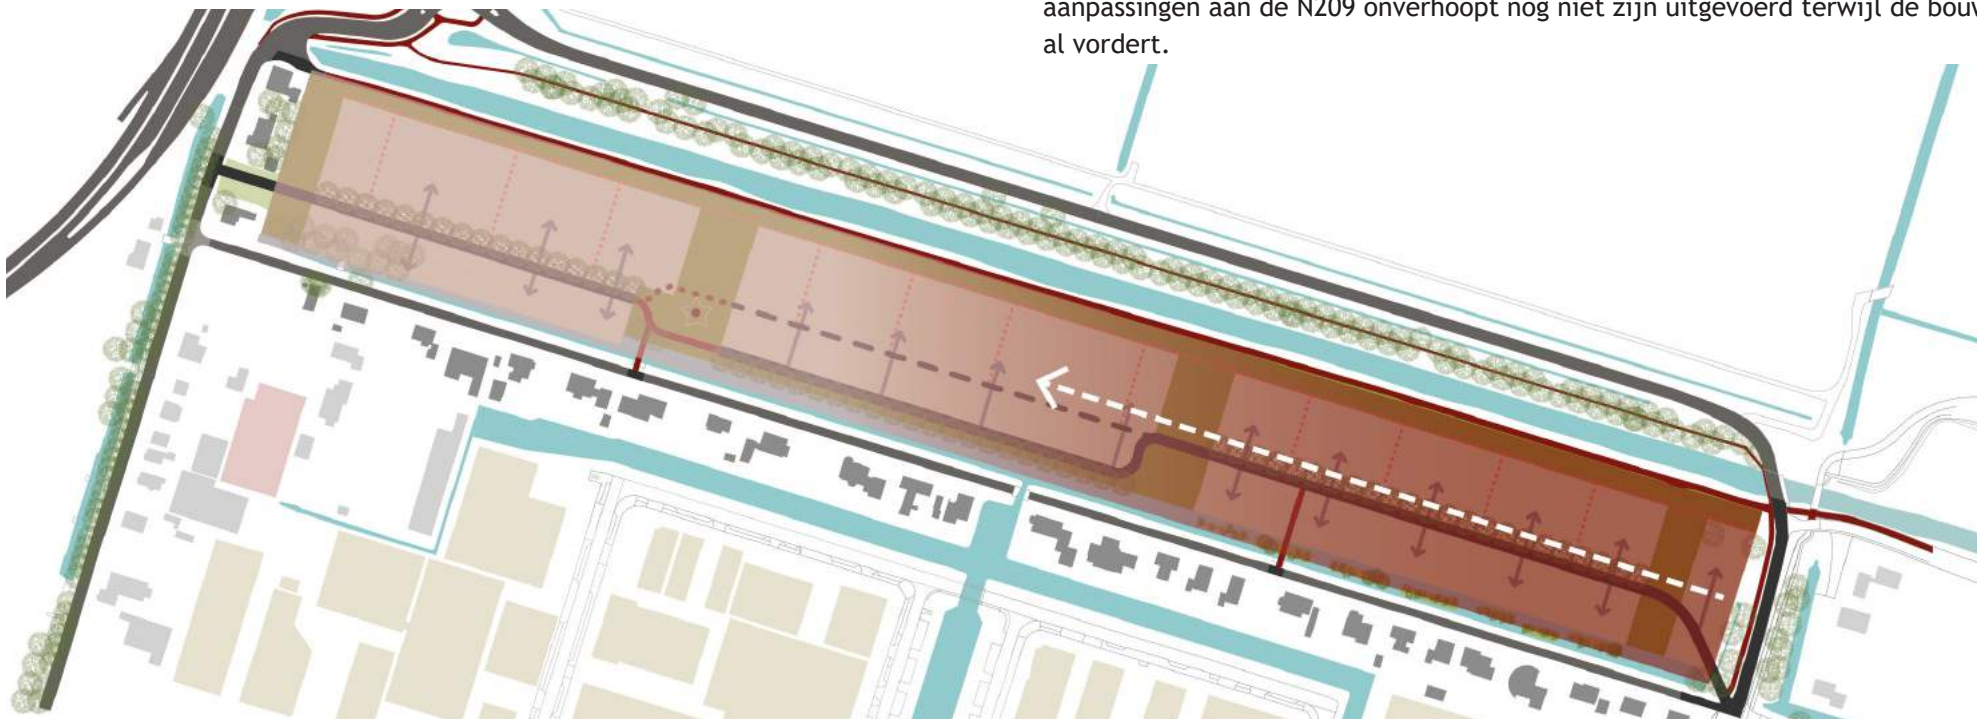 aanpassingen aan de N209 onverhoopt nog niet zijn uitgevoerd terwijl de bouw
al vordert.